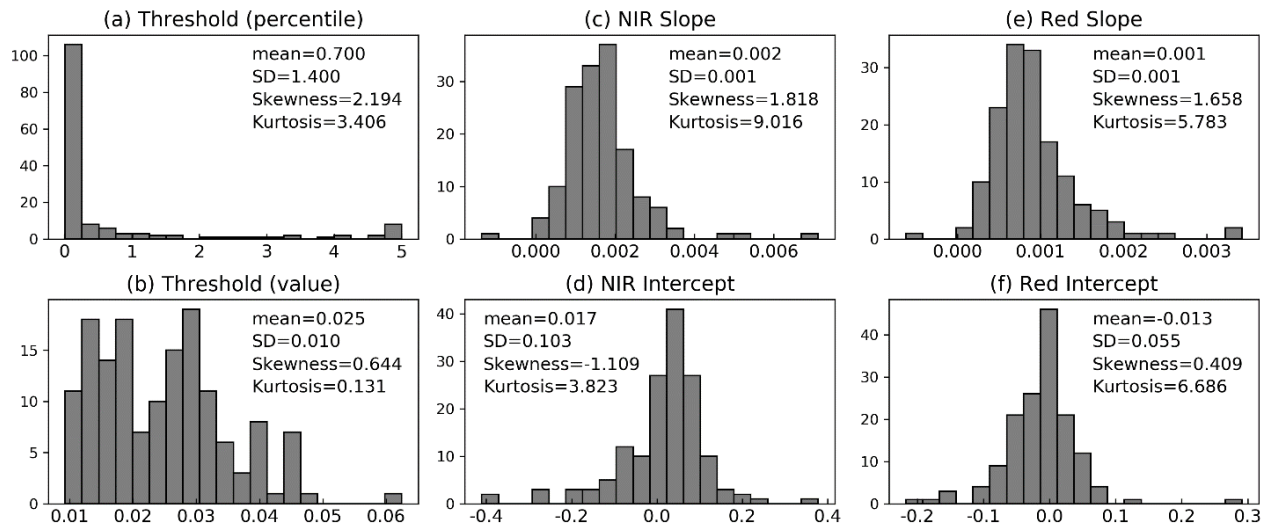 (a) Threshold (percentile)
mean=0.700
SD=1.400
Skewness=2.194
Kurtosis=3.406
100
80
60
40
20
0
0 1 2 3 4 5
(c) NIR Slope
mean=0.002
SD=0.001
Skewness=1.818
Kurtosis=9.016
30
20
10
0
0.000 0.002 0.004 0.006
(e) Red Slope
mean=0.001
SD=0.001
Skewness=1.658
Kurtosis=5.783
30
20
10
0
0.000 0.001 0.002 0.003
(b) Threshold (value)
mean=0.025
SD=0.010
Skewness=0.644
Kurtosis=0.131
15
10
5
0
0.01 0.02 0.03 0.04 0.05 0.06
(d) NIR Intercept
mean=0.017
SD=0.103
Skewness=-1.109
Kurtosis=3.823
40
30
20
10
0
-0.4 -0.2 0.0 0.2 0.4
(f) Red Intercept
mean=-0.013
SD=0.055
Skewness=0.409
Kurtosis=6.686
40
30
20
10
0
-0.2 -0.1 0.0 0.1 0.2 0.3